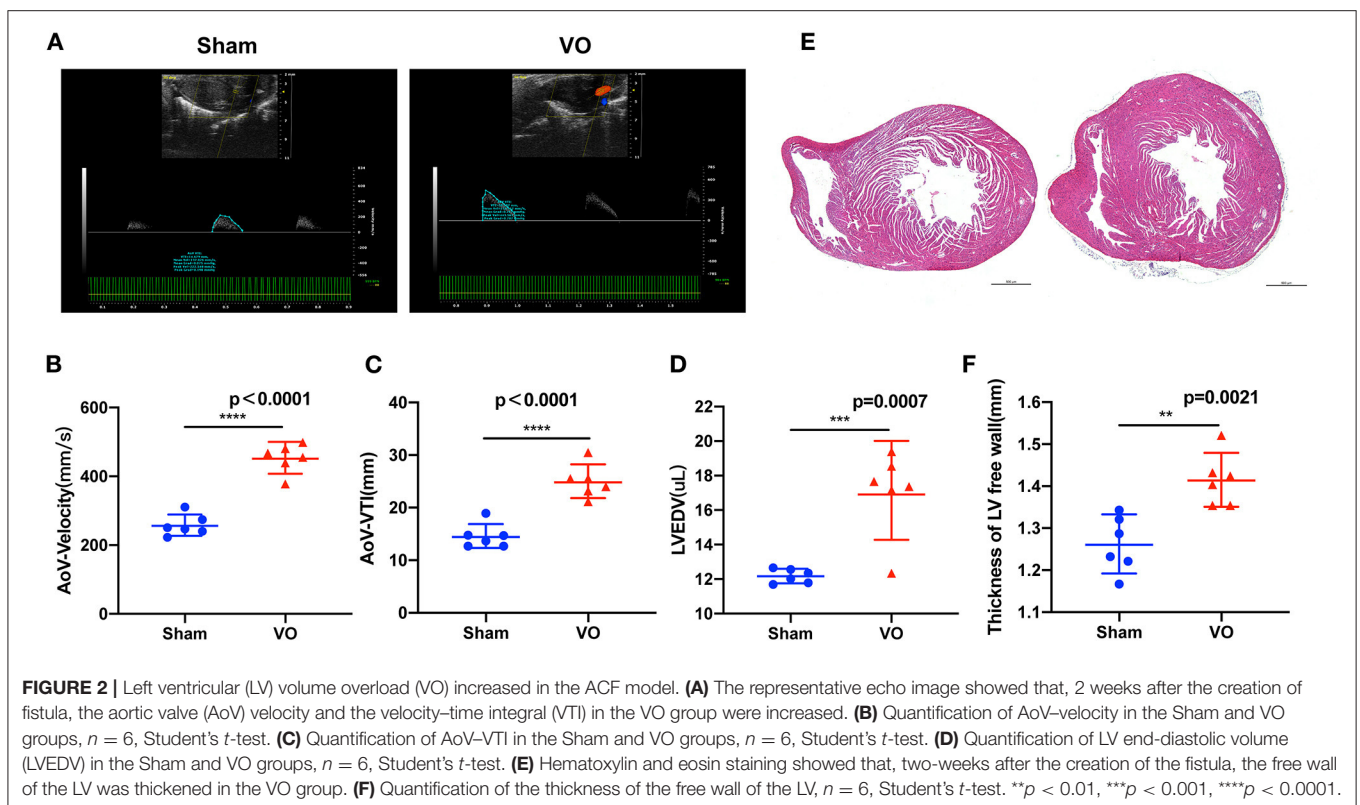 A
Sham
VO
E
B
p<0.0001
****
AoV-Velocity(mm/s)
600
400
200
0
Sham
VO
C
p<0.0001
****
AoV-VTI(mm)
40
30
20
10
0
Sham
VO
D
p=0.0007
***
LVEDV(uL)
22
20
18
16
14
12
10
Sham
VO
F
p=0.0021
**
Thickness of LV free wall(mm)
1.6
1.5
1.4
1.3
1.2
1.1
Sham
VO
FIGURE 2 | Left ventricular (LV) volume overload (VO) increased in the ACF model. (A) The representative echo image showed that, 2 weeks after the creation of
fistula, the aortic valve (AoV) velocity and the velocity–time integral (VTI) in the VO group were increased. (B) Quantification of AoV–velocity in the Sham and VO
groups, n = 6, Student's t-test. (C) Quantification of AoV–VTI in the Sham and VO groups, n = 6, Student's t-test. (D) Quantification of LV end-diastolic volume
(LVEDV) in the Sham and VO groups, n = 6, Student's t-test. (E) Hematoxylin and eosin staining showed that, two-weeks after the creation of the fistula, the free wall
of the LV was thickened in the VO group. (F) Quantification of the thickness of the free wall of the LV, n = 6, Student's t-test. **p < 0.01, ***p < 0.001, ****p < 0.0001.